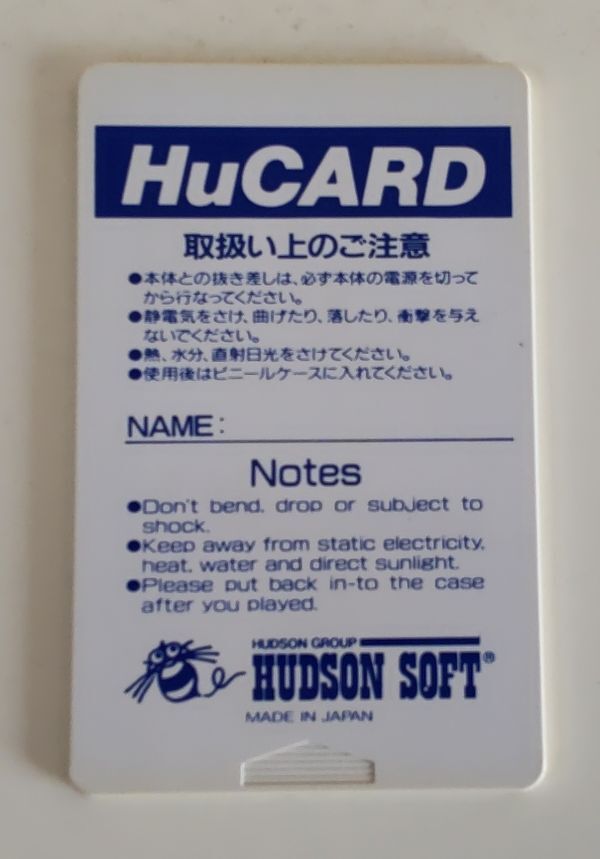 HuCARD
取扱い上のご注意
●本体との抜き差しは、必ず本体の電源を切って
から行なってください。
●静電気をさけ、曲げたり、落したり、衝撃を与え
ないでください。
●熱、水分、直射日光をさけてください。
●使用後はビニールケースに入れてください。
NAME:
Notes
●Don't bend, drop or subject to
shock.
●Keep away from static electricity,
heat, water and direct sunlight.
●Please put back in-to the case
after you played.
HUDSON GROUP
HUDSON SOFT®
MADE IN JAPAN